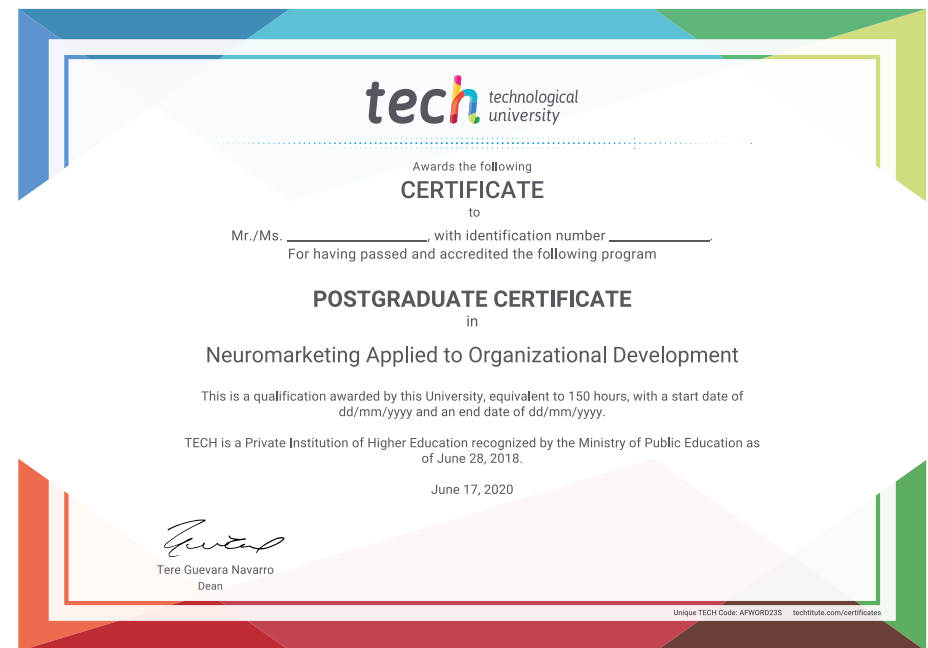 tech technological
university
Awards the following
CERTIFICATE
to
Mr./Ms. ____________________, with identification number ______________.
For having passed and accredited the following program
POSTGRADUATE CERTIFICATE
in
Neuromarketing Applied to Organizational Development
This is a qualification awarded by this University, equivalent to 150 hours, with a start date of
dd/mm/yyyy and an end date of dd/mm/yyyy.
TECH is a Private Institution of Higher Education recognized by the Ministry of Public Education as
of June 28, 2018.
June 17, 2020
Tere Guevara Navarro
Dean
Unique TECH Code: AFWORD23S techtitute.com/certificates